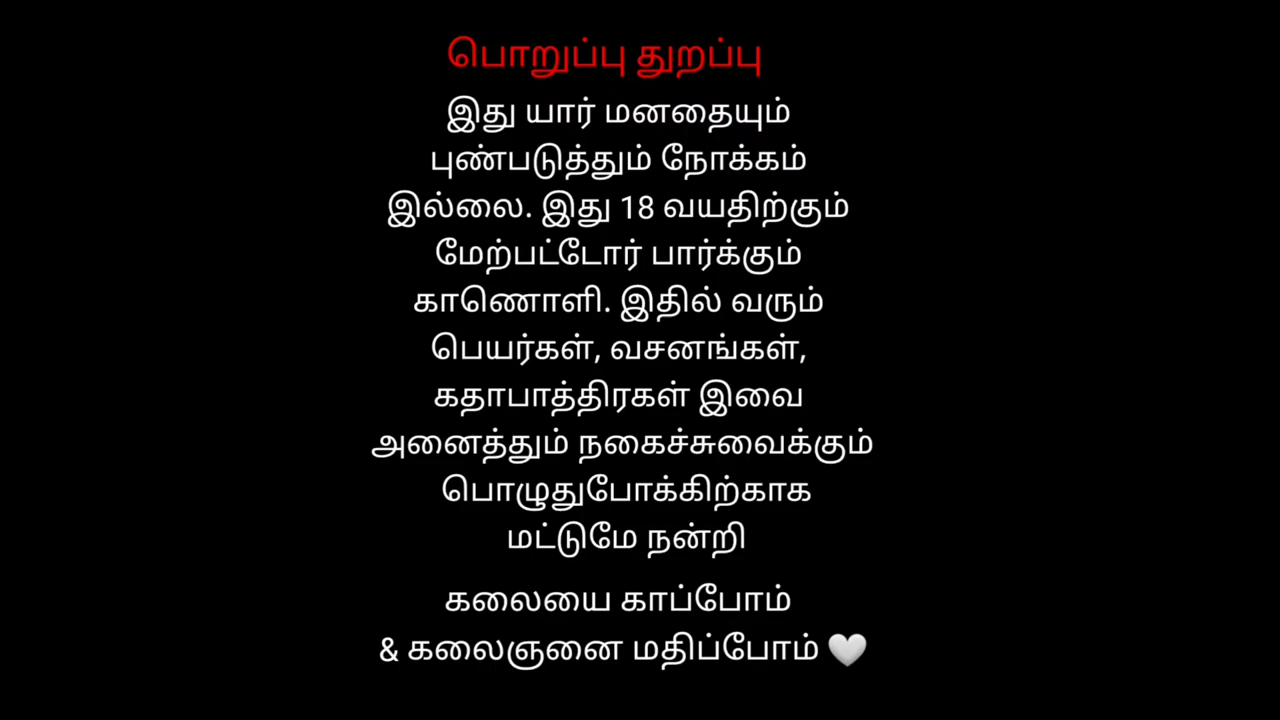 பொறுப்பு துறப்பு
இது யார் மனதையும்
புண்படுத்தும் நோக்கம்
இல்லை. இது 18 வயதிற்கும்
மேற்பட்டோர் பார்க்கும்
காணொளி. இதில் வரும்
பெயர்கள், வசனங்கள்,
கதாபாத்திரகள் இவை
அனைத்தும் நகைச்சுவைக்கும்
பொழுதுபோக்கிற்காக
மட்டுமே நன்றி
கலையை காப்போம்
& கலைஞனை மதிப்போம் 🤍